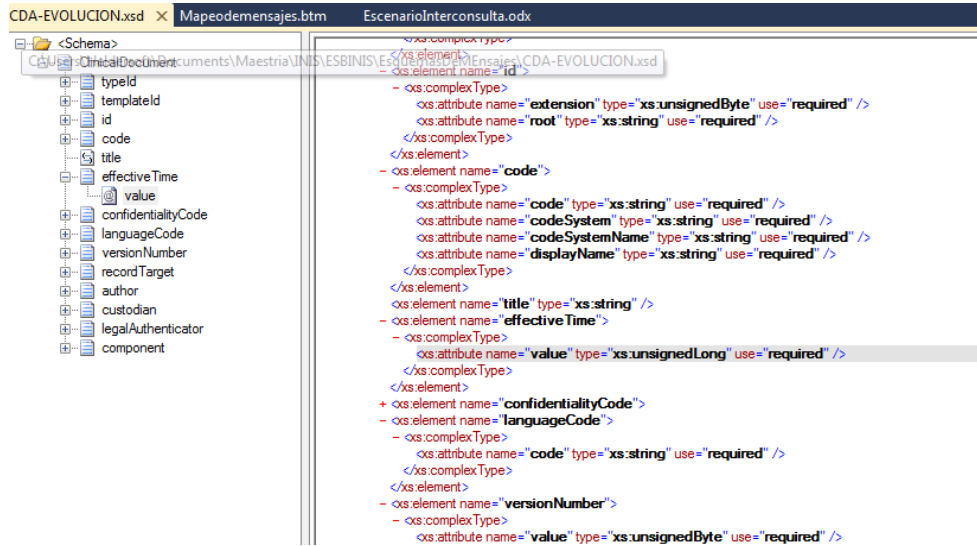 CDA-EVOLUCION.xsd
Mapeodemensajes.btm
EscenarioInterconsulta.odx
<Schema>
ClinicalDocument
typeId
templateId
id
code
title
effectiveTime
value
confidentialityCode
languageCode
versionNumber
recordTarget
author
custodian
legalAuthenticator
component
</xs:complexType>
</xs:element>
\Documents\Maestria\INIS\ESBINIS\EsquemasDeMEnsajes\CDA-EVOLUCION.xsd
<xs:element name="id">
- <xs:complexType>
<xs:attribute name="extension" type="xs:unsignedByte" use="required" />
<xs:attribute name="root" type="xs:string" use="required" />
</xs:complexType>
</xs:element>
- <xs:element name="code">
- <xs:complexType>
<xs:attribute name="code" type="xs:string" use="required" />
<xs:attribute name="codeSystem" type="xs:string" use="required" />
<xs:attribute name="codeSystemName" type="xs:string" use="required" />
<xs:attribute name="displayName" type="xs:string" use="required" />
</xs:complexType>
</xs:element>
<xs:element name="title" type="xs:string" />
- <xs:element name="effectiveTime">
- <xs:complexType>
<xs:attribute name="value" type="xs:unsignedLong" use="required" />
</xs:complexType>
</xs:element>
+ <xs:element name="confidentialityCode">
- <xs:element name="languageCode">
- <xs:complexType>
<xs:attribute name="code" type="xs:string" use="required" />
</xs:complexType>
</xs:element>
- <xs:element name="versionNumber">
- <xs:complexType>
<xs:attribute name="value" type="xs:unsignedByte" use="required" />